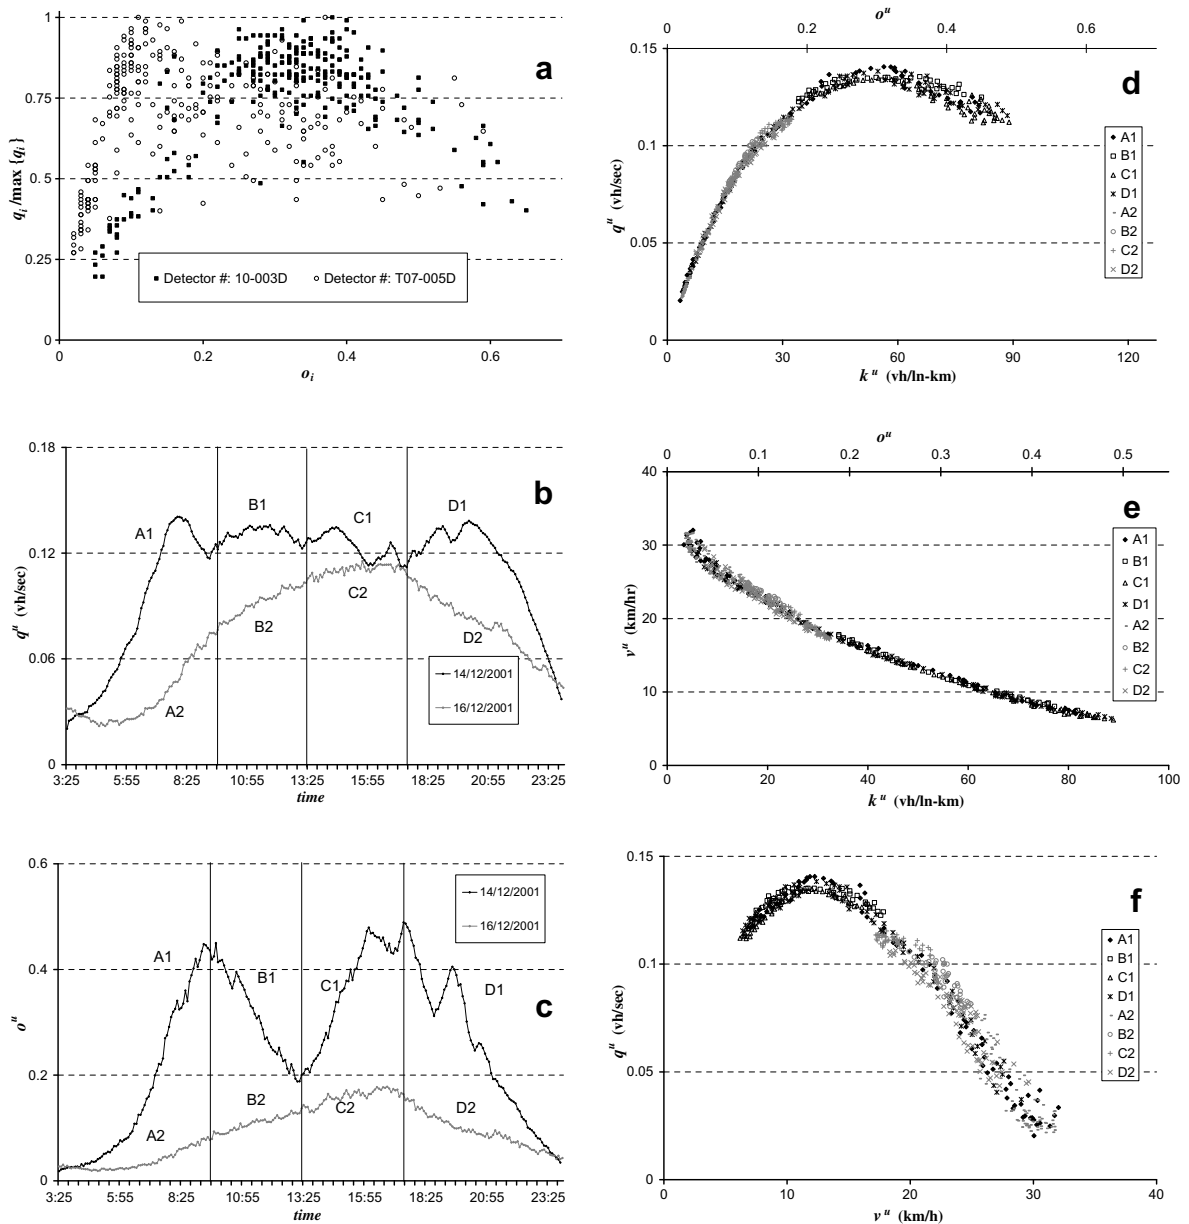 1
0.75
0.5
0.25
0
q_i /max {q_i}
a
■ Detector #: 10-003D ○ Detector #: T07-005D
0 0.2 0.4 0.6
o_i
0.18
0.12
0.06
0
q^u (vh/sec)
b
A1 B1 C1 D1
A2 B2 C2 D2
14/12/2001
16/12/2001
3:25 5:55 8:25 10:55 13:25 15:55 18:25 20:55 23:25
time
0.6
0.4
0.2
0
o^u
c
14/12/2001
16/12/2001
A1 B1 C1 D1
A2 B2 C2 D2
3:25 5:55 8:25 10:55 13:25 15:55 18:25 20:55 23:25
time
o^u
0 0.2 0.4 0.6
0.15
0.1
0.05
0
q^u (vh/sec)
d
A1
B1
C1
D1
A2
B2
C2
D2
0 30 60 90 120
k^u (vh/ln-km)
o^u
0 0.1 0.2 0.3 0.4 0.5
40
30
20
10
0
v^u (km/hr)
e
A1
B1
C1
D1
A2
B2
C2
D2
0 20 40 60 80 100
k^u (vh/ln-km)
0.15
0.1
0.05
0
q^u (vh/sec)
f
A1
B1
C1
D1
A2
B2
C2
D2
0 10 20 30 40
v^u (km/h)